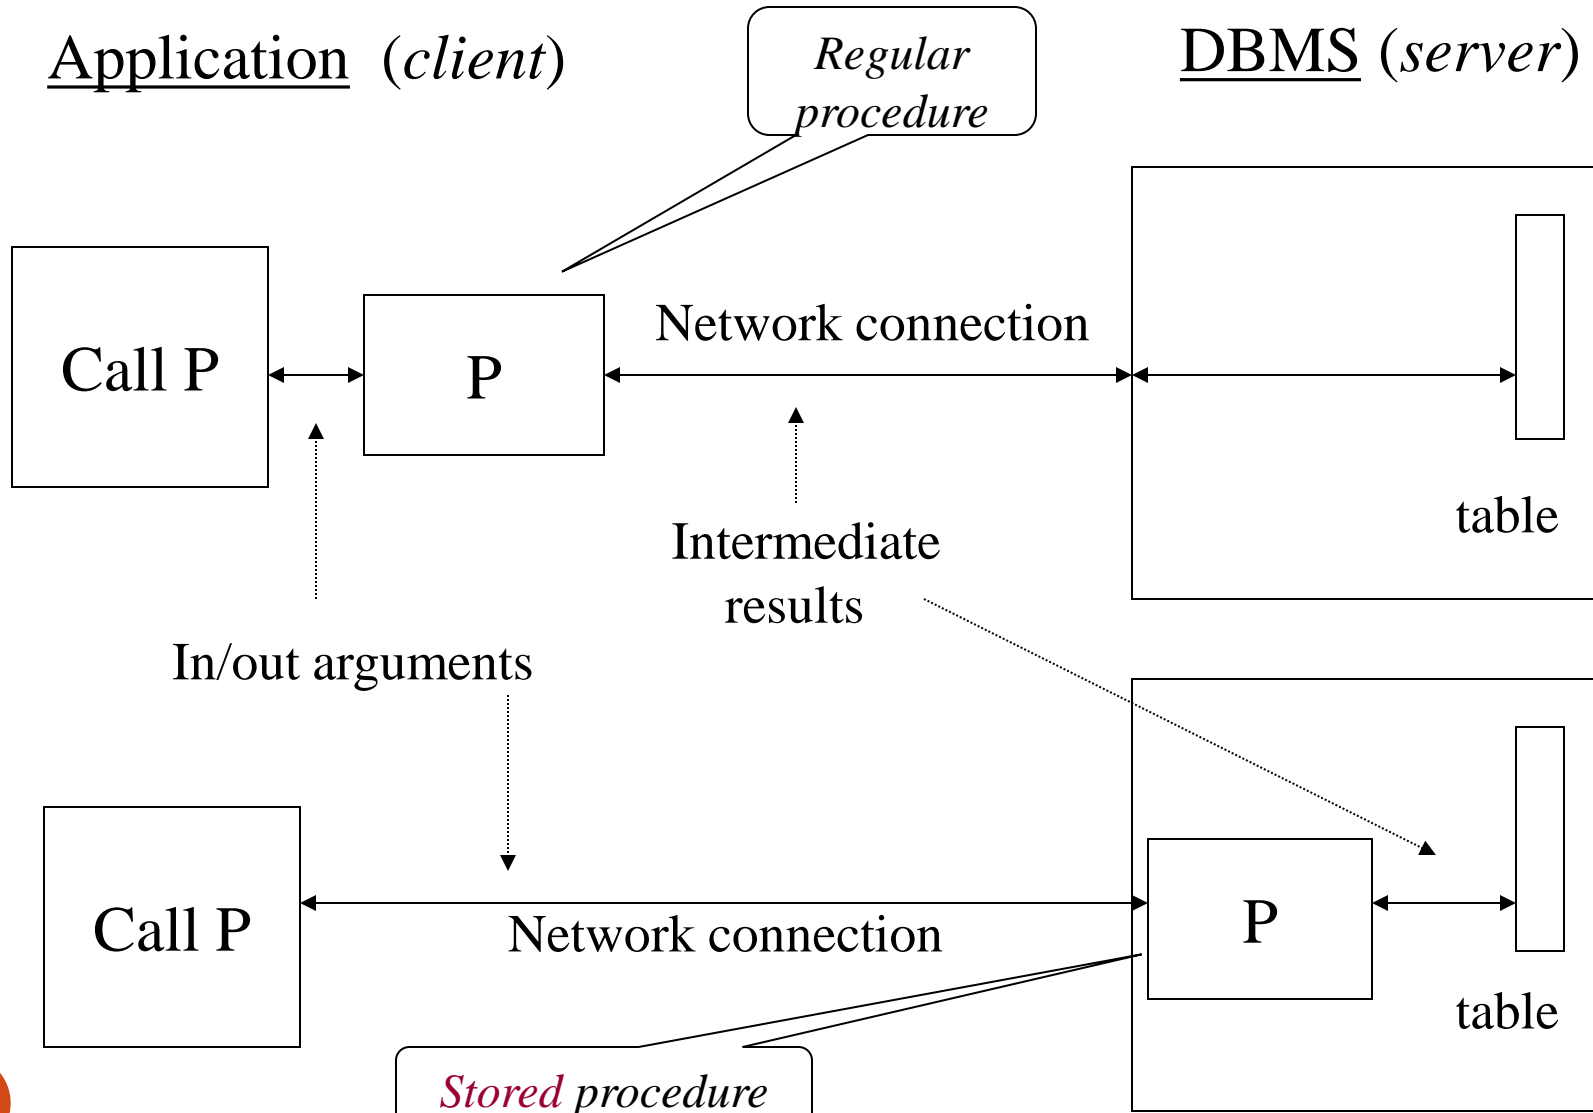 Application (client)
Regular
procedure
DBMS (server)
Call P
P
Network connection
table
Intermediate
results
In/out arguments
Call P
Network connection
P
table
Stored procedure